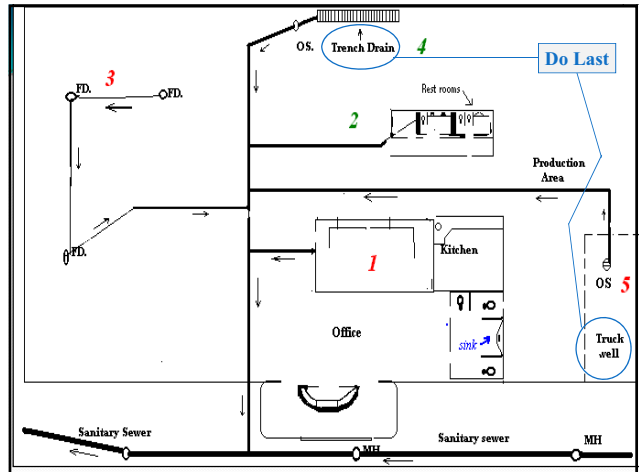 OS.
Trench Drain
4
Do Last
3
FD.
FD.
Rest rooms
2
Production
Area
Kitchen
FD.
1
OS
5
Office
sink
Truck
well
Sanitary Sewer
MH
Sanitary sewer
MH